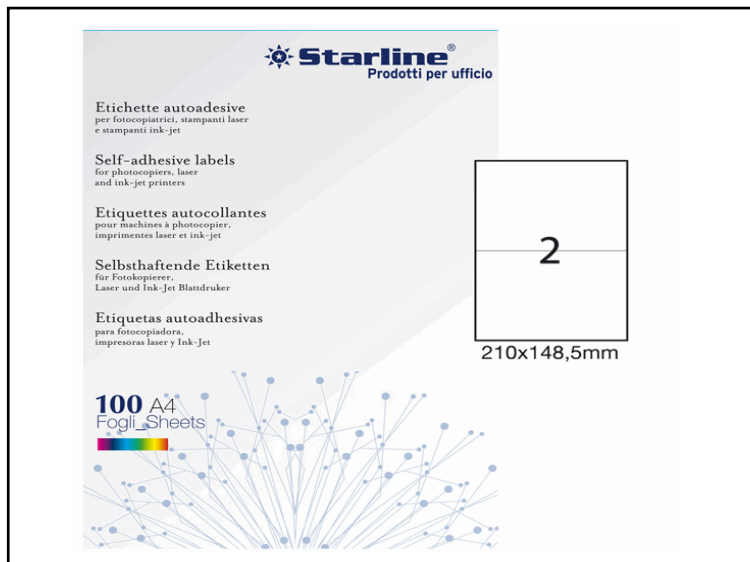 Starline®
Prodotti per ufficio
Etichette autoadesive
per fotocopiatrici, stampanti laser
e stampanti ink-jet
Self-adhesive labels
for photocopiers, laser
and ink-jet printers
Etiquettes autocollantes
pour machines à photocopier,
imprimentes laser et ink-jet
Selbsthaftende Etiketten
für Fotokopierer,
Laser und Ink-Jet Blattdruker
Etiquetas autoadhesivas
para fotocopiadora,
impresoras laser y Ink-Jet
100 A4
Fogli_Sheets
2
210x148,5mm